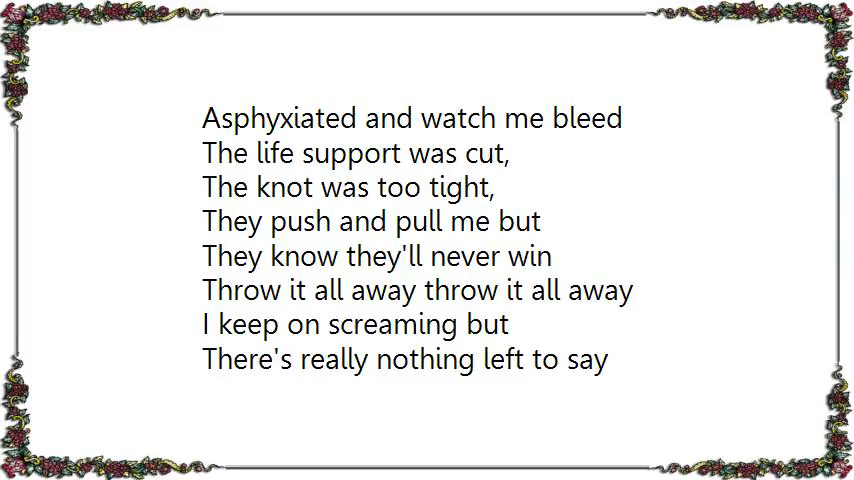 Asphyxiated and watch me bleed
The life support was cut,
The knot was too tight,
They push and pull me but
They know they'll never win
Throw it all away throw it all away
I keep on screaming but
There's really nothing left to say